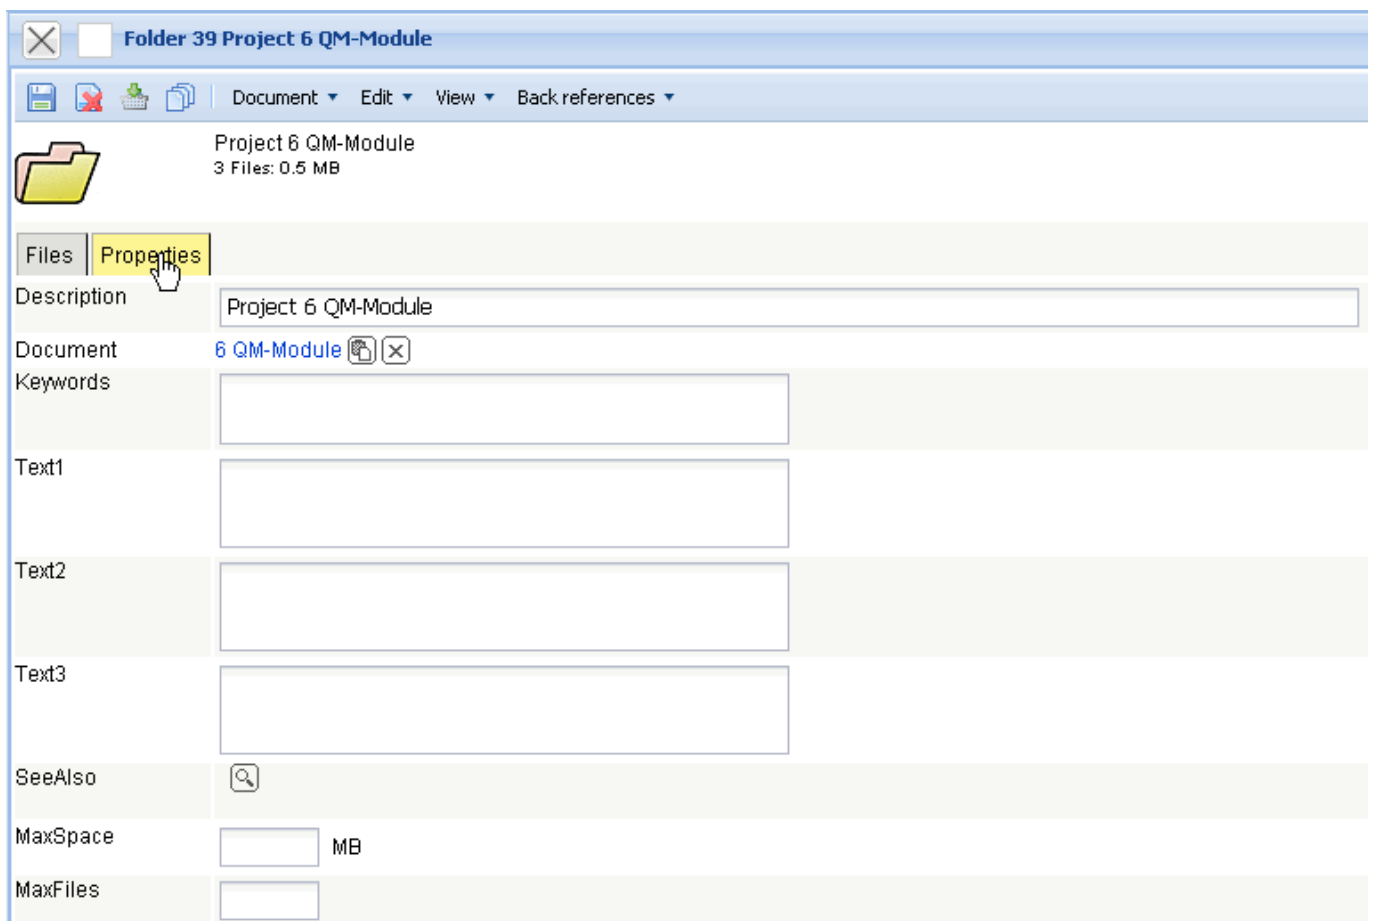 Folder 39 Project 6 QM-Module
Document Edit View Back references
Project 6 QM-Module
3 Files: 0.5 MB
Files Properties
Description Project 6 QM-Module
Document 6 QM-Module
Keywords
Text1
Text2
Text3
SeeAlso
MaxSpace MB
MaxFiles